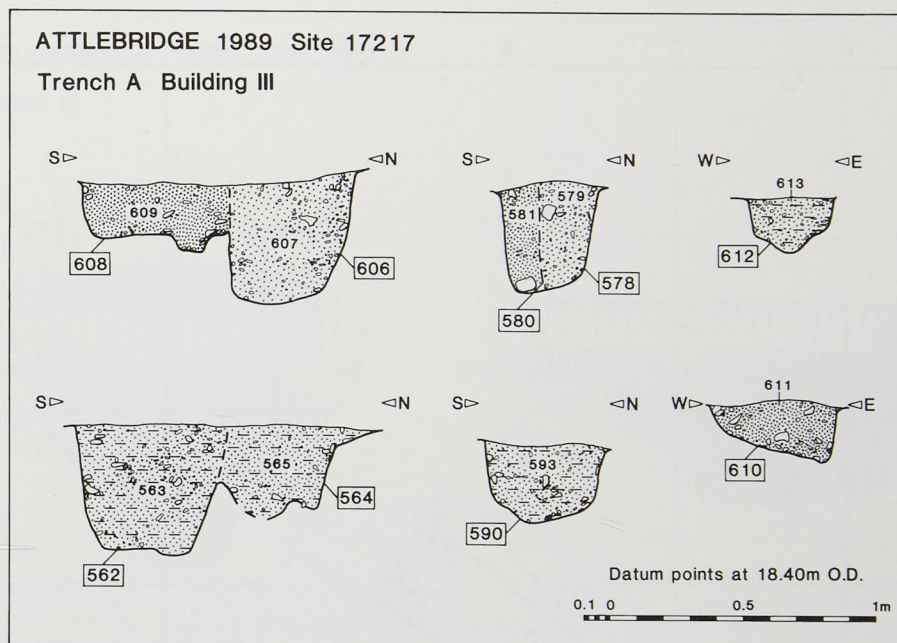 ATTLEBRIDGE 1989 Site 17217
Trench A Building III
S N
609
607
608
606
S N
581 579
578
580
W E
613
612
S N
563
565
564
562
S N
593
590
W E
611
610
Datum points at 18.40m O.D.
0.1 0 0.5 1m